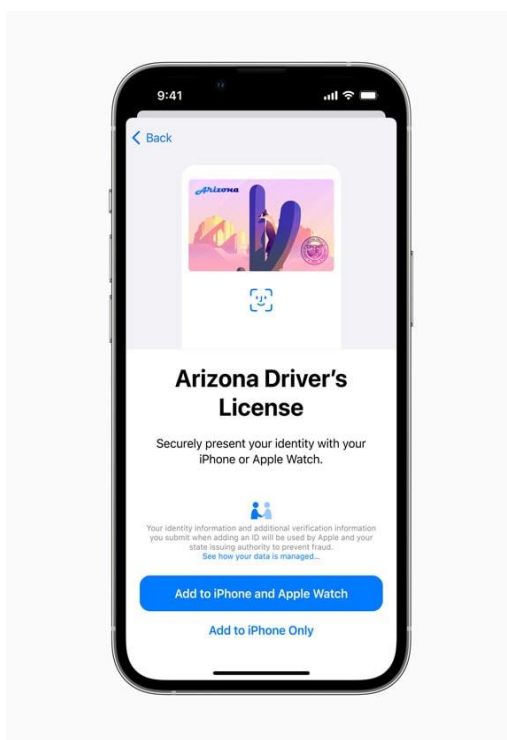 9:41
Back
Arizona
Arizona Driver's
License
Securely present your identity with your
iPhone or Apple Watch.
Your identity information and additional verification information
you submit when adding an ID will be used by Apple and your
state issuing authority to prevent fraud.
See how your data is managed...
Add to iPhone and Apple Watch
Add to iPhone Only